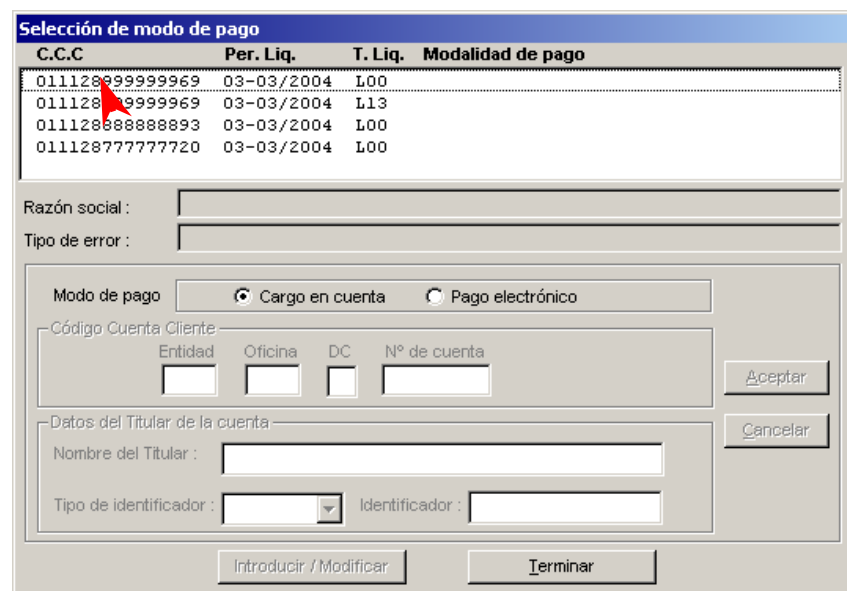 Selección de modo de pago
C.C.C Per. Liq. T. Liq. Modalidad de pago
011128999999969 03-03/2004 L00
011128999999969 03-03/2004 L13
011128888888893 03-03/2004 L00
011128777777720 03-03/2004 L00
Razón social :
Tipo de error :
Modo de pago Cargo en cuenta Pago electrónico
Código Cuenta Cliente
Entidad Oficina DC Nº de cuenta
Aceptar
Datos del Titular de la cuenta
Cancelar
Nombre del Titular :
Tipo de identificador : Identificador :
Introducir / Modificar Terminar